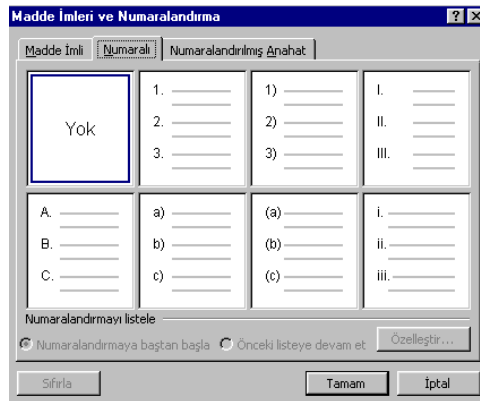 Madde İmleri ve Numaralandırma
Madde İmli Numaralı Numaralandırılmış Anahat
Yok
1.
2.
3.
1)
2)
3)
I.
II.
III.
A.
B.
C.
a)
b)
c)
(a)
(b)
(c)
i.
ii.
iii.
Numaralandırmayı listele
Numaralandırmaya baştan başla Önceki listeye devam et Özelleştir...
Sıfırla Tamam İptal